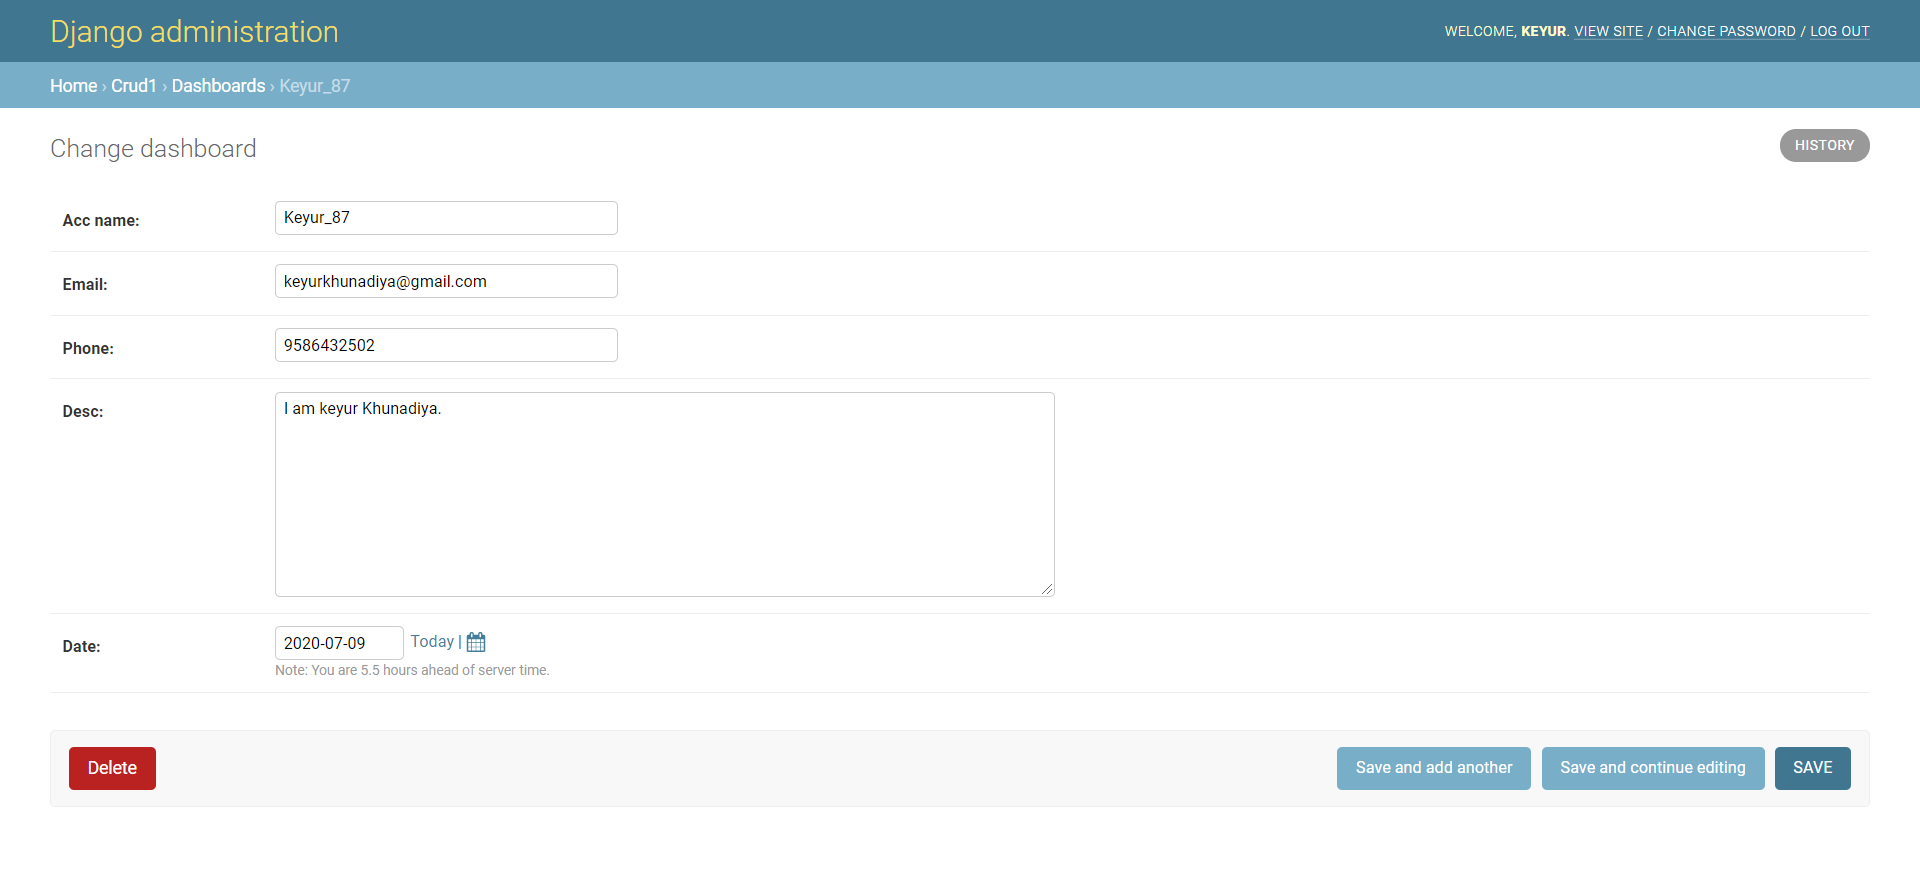 Django administration
WELCOME, KEYUR. VIEW SITE / CHANGE PASSWORD / LOG OUT
Home › Crud1 › Dashboards › Keyur_87
Change dashboard
HISTORY
Acc name:
Keyur_87
Email:
keyurkhunadiya@gmail.com
Phone:
9586432502
Desc:
I am keyur Khunadiya.
Date:
2020-07-09
Today |
Note: You are 5.5 hours ahead of server time.
Delete
Save and add another
Save and continue editing
SAVE